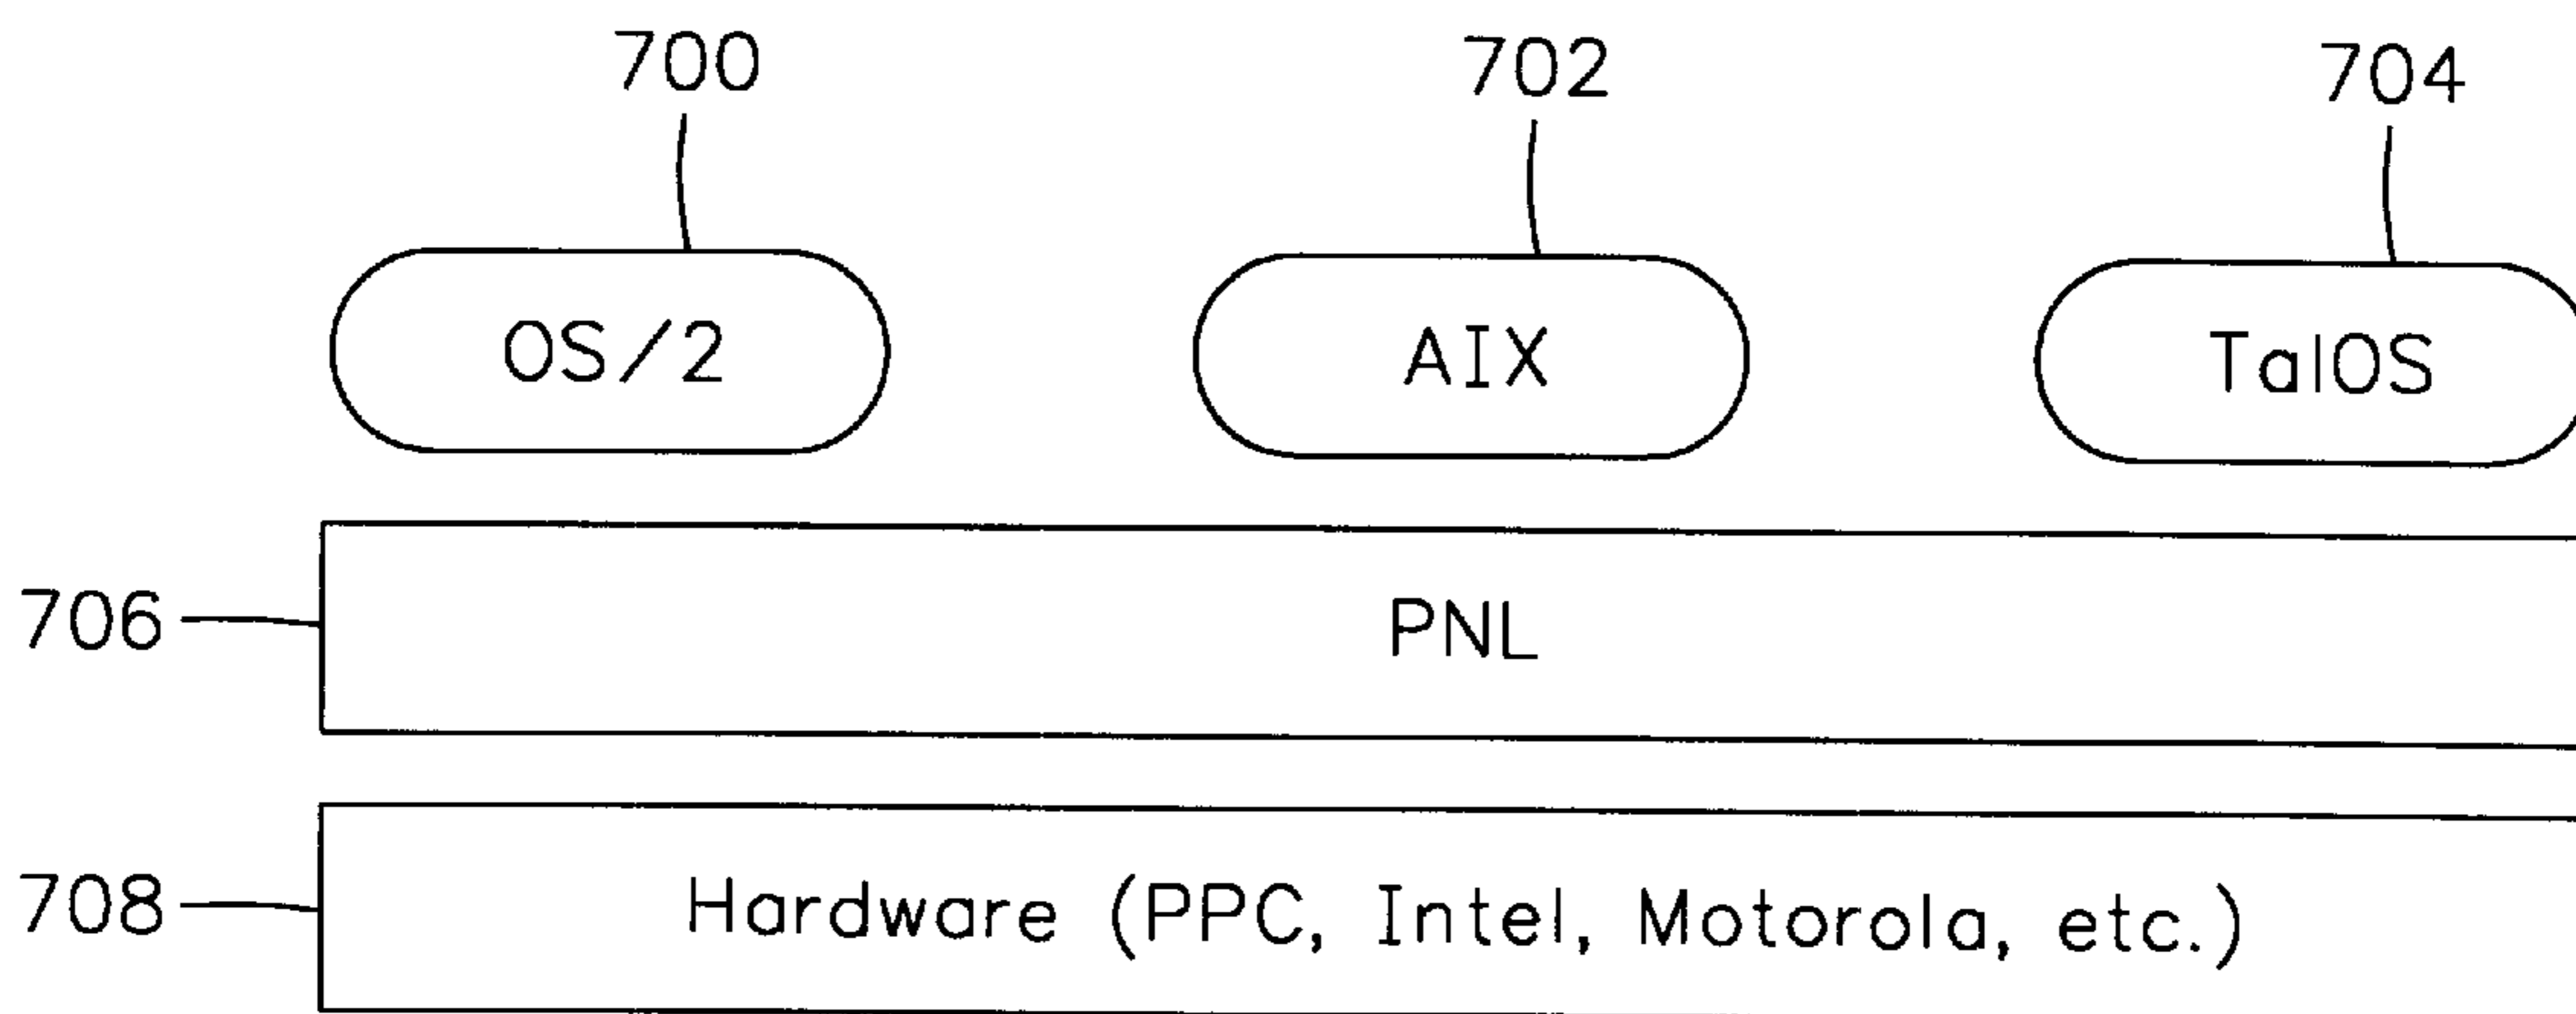 700 702 704
OS/2 AIX TalOS
706 PNL
708 Hardware (PPC, Intel, Motorola, etc.)